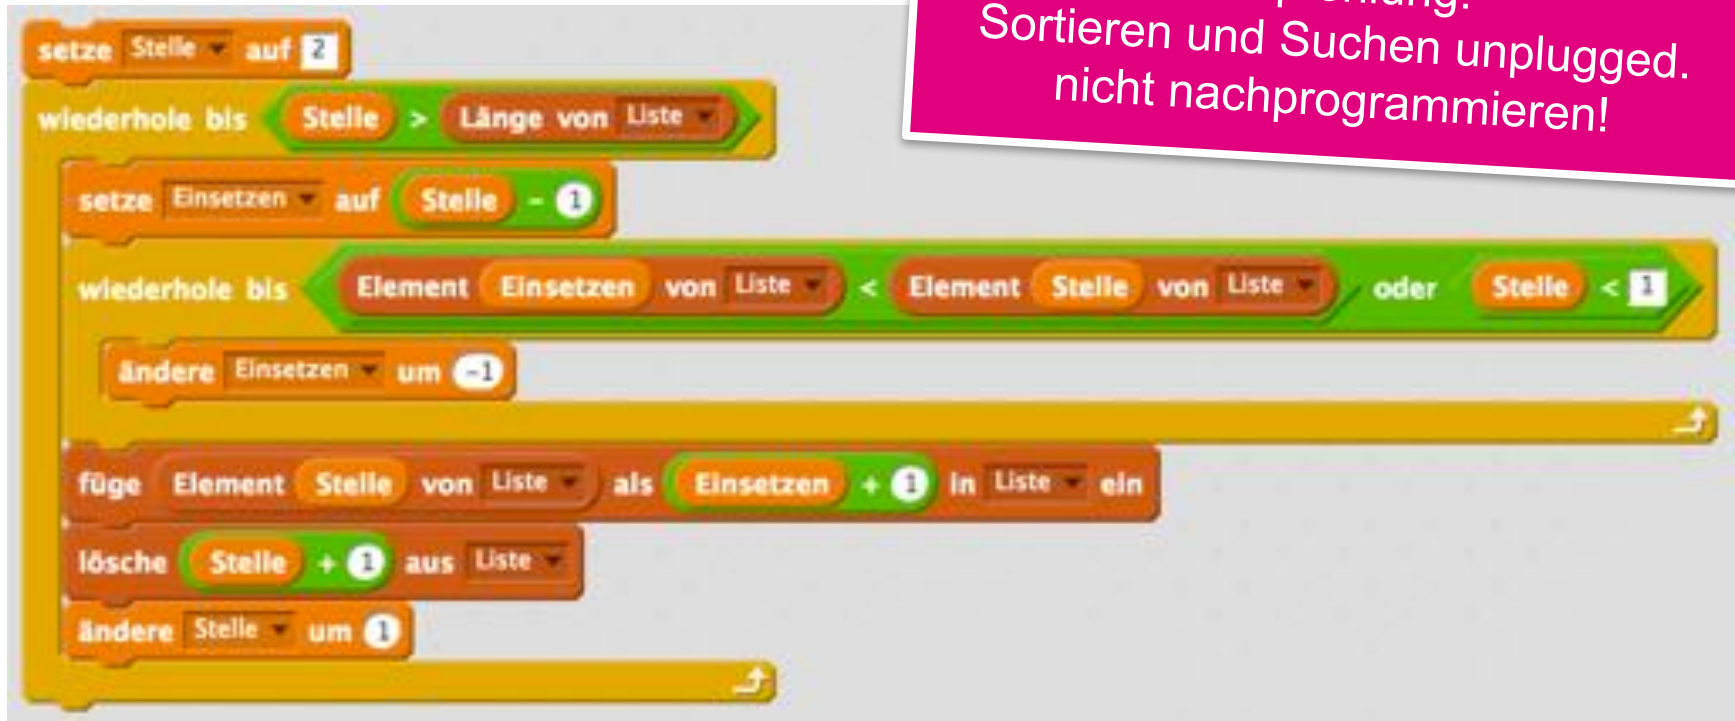 Sortieren und Suchen unplugged.
nicht nachprogrammieren!
setze Stelle auf 2
wiederhole bis Stelle > Länge von Liste
setze Einsetzen auf Stelle - 1
wiederhole bis Element Einsetzen von Liste < Element Stelle von Liste oder Stelle < 1
ändere Einsetzen um -1
füge Element Stelle von Liste als Einsetzen + 1 in Liste ein
lösche Stelle + 1 aus Liste
ändere Stelle um 1